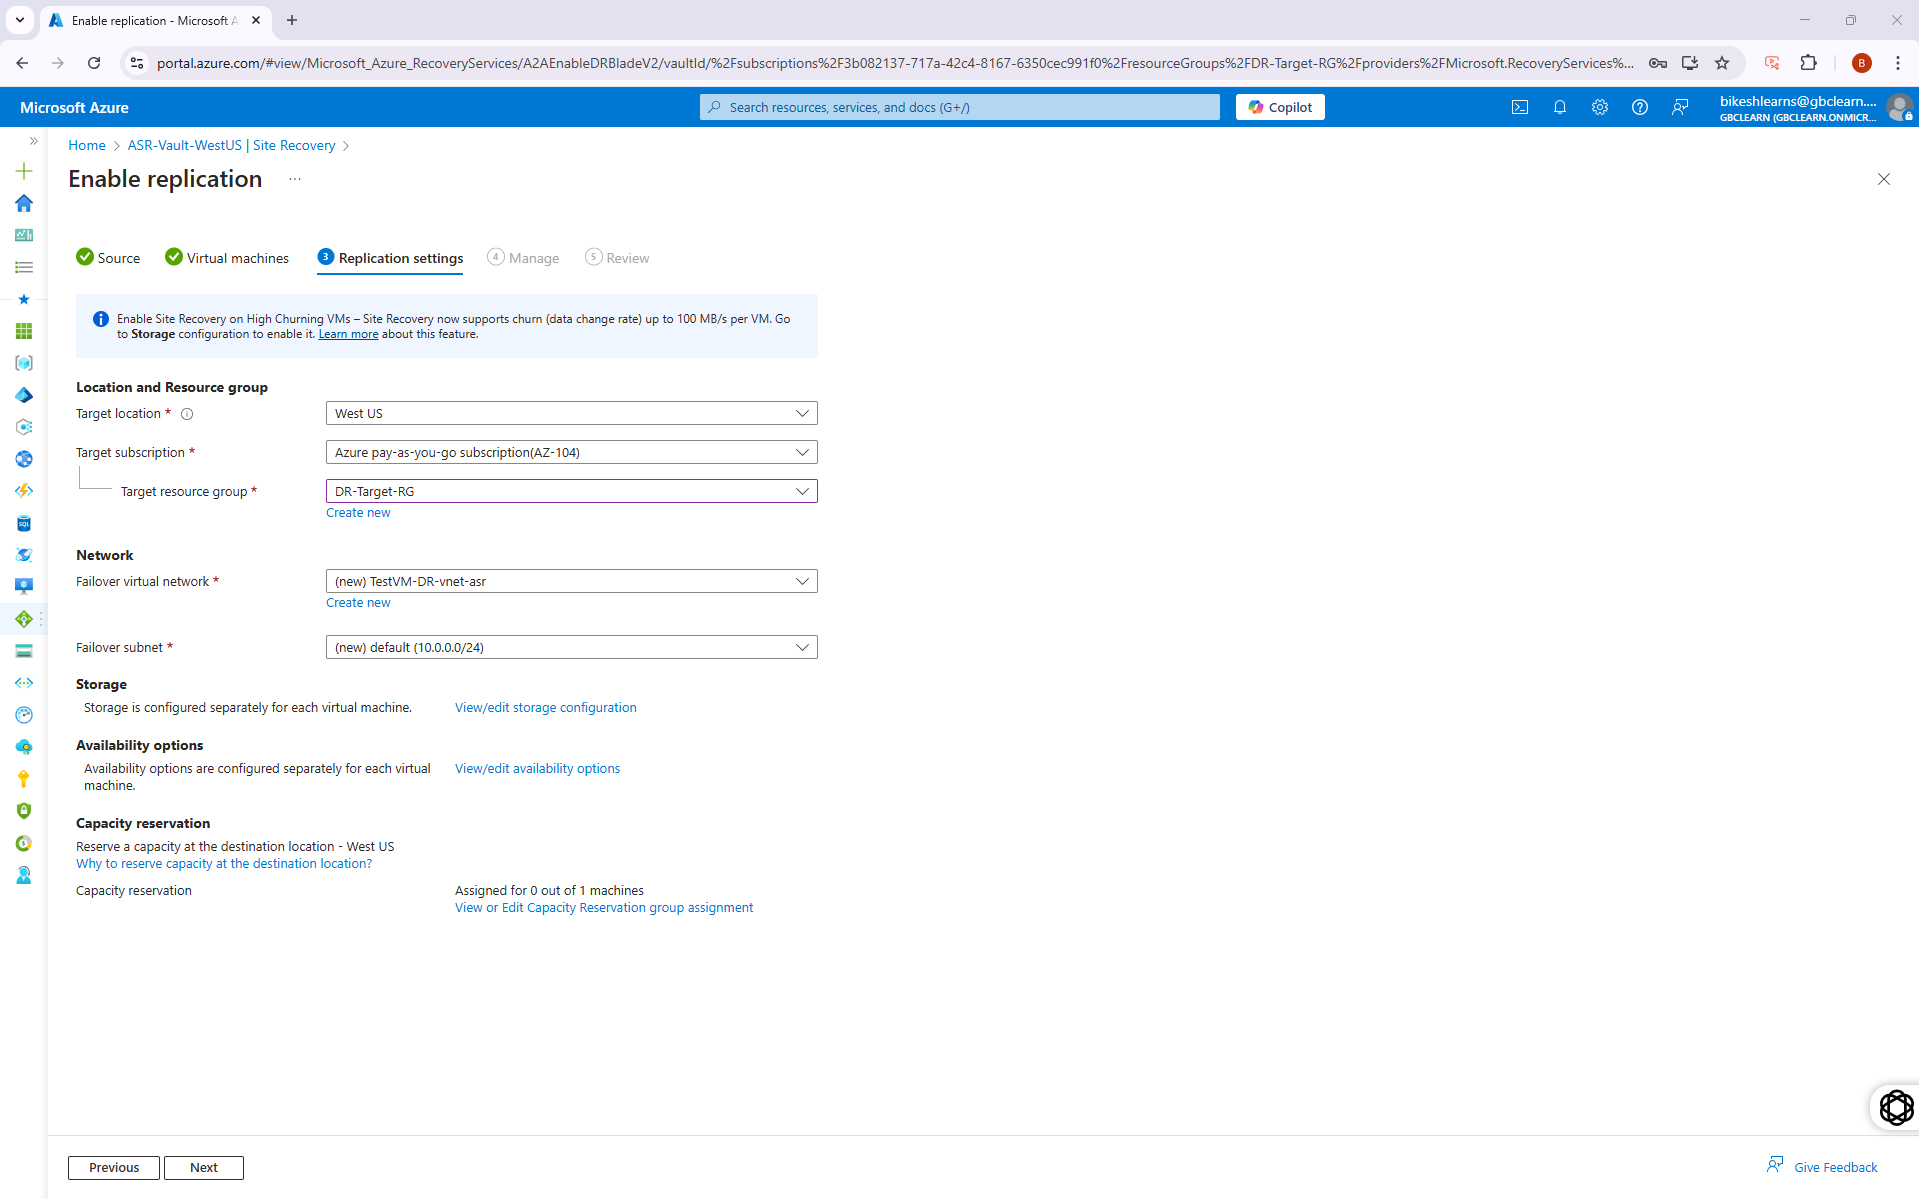 Enable replication - Microsoft A
portal.azure.com/#view/Microsoft_Azure_RecoveryServices/A2AEnableDRBladeV2/vaultId/%2Fsubscriptions%2F3b082137-717a-42c4-8167-6350cec991f0%2FresourceGroups%2FDR-Target-RG%2Fproviders%2FMicrosoft.RecoveryServices%...
B
Microsoft Azure
Search resources, services, and docs (G+/)
Copilot
bikeshlearns@gbclearn....
GBCLEARN (GBCLEARN.ONMICR...
Home > ASR-Vault-WestUS | Site Recovery >
Enable replication ...
Source
Virtual machines
3 Replication settings
4 Manage
5 Review
Enable Site Recovery on High Churning VMs – Site Recovery now supports churn (data change rate) up to 100 MB/s per VM. Go
to Storage configuration to enable it. Learn more about this feature.
Location and Resource group
Target location *
West US
Target subscription *
Azure pay-as-you-go subscription(AZ-104)
Target resource group *
DR-Target-RG
Create new
Network
Failover virtual network *
(new) TestVM-DR-vnet-asr
Create new
Failover subnet *
(new) default (10.0.0.0/24)
Storage
Storage is configured separately for each virtual machine.
View/edit storage configuration
Availability options
Availability options are configured separately for each virtual
machine.
View/edit availability options
Capacity reservation
Reserve a capacity at the destination location - West US
Why to reserve capacity at the destination location?
Capacity reservation
Assigned for 0 out of 1 machines
View or Edit Capacity Reservation group assignment
Previous
Next
Give Feedback